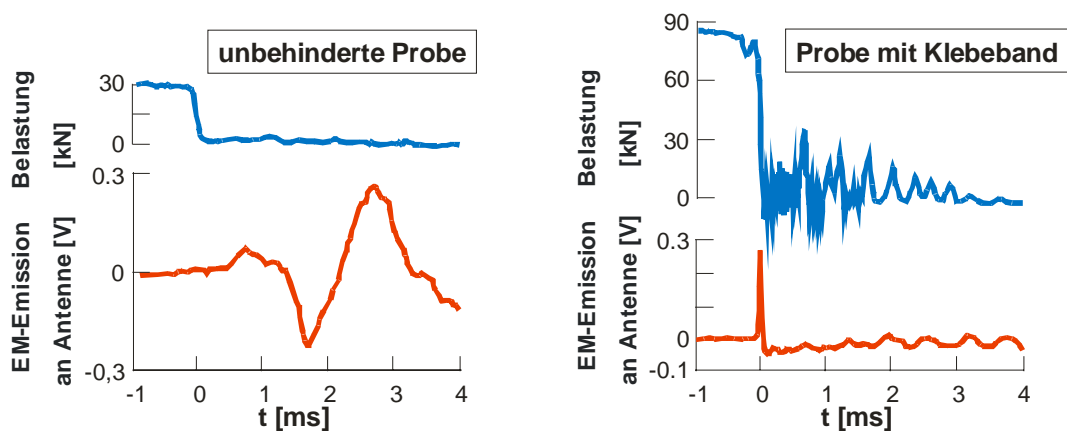 unbehinderte Probe
Belastung
[kN]
30
0
EM-Emission
an Antenne [V]
0.3
0
-0,3
-1 0 1 2 3 4
t [ms]
Probe mit Klebeband
Belastung
[kN]
90
60
30
0
EM-Emission
an Antenne [V]
0.3
0
-0.1
-1 0 1 2 3 4
t [ms]